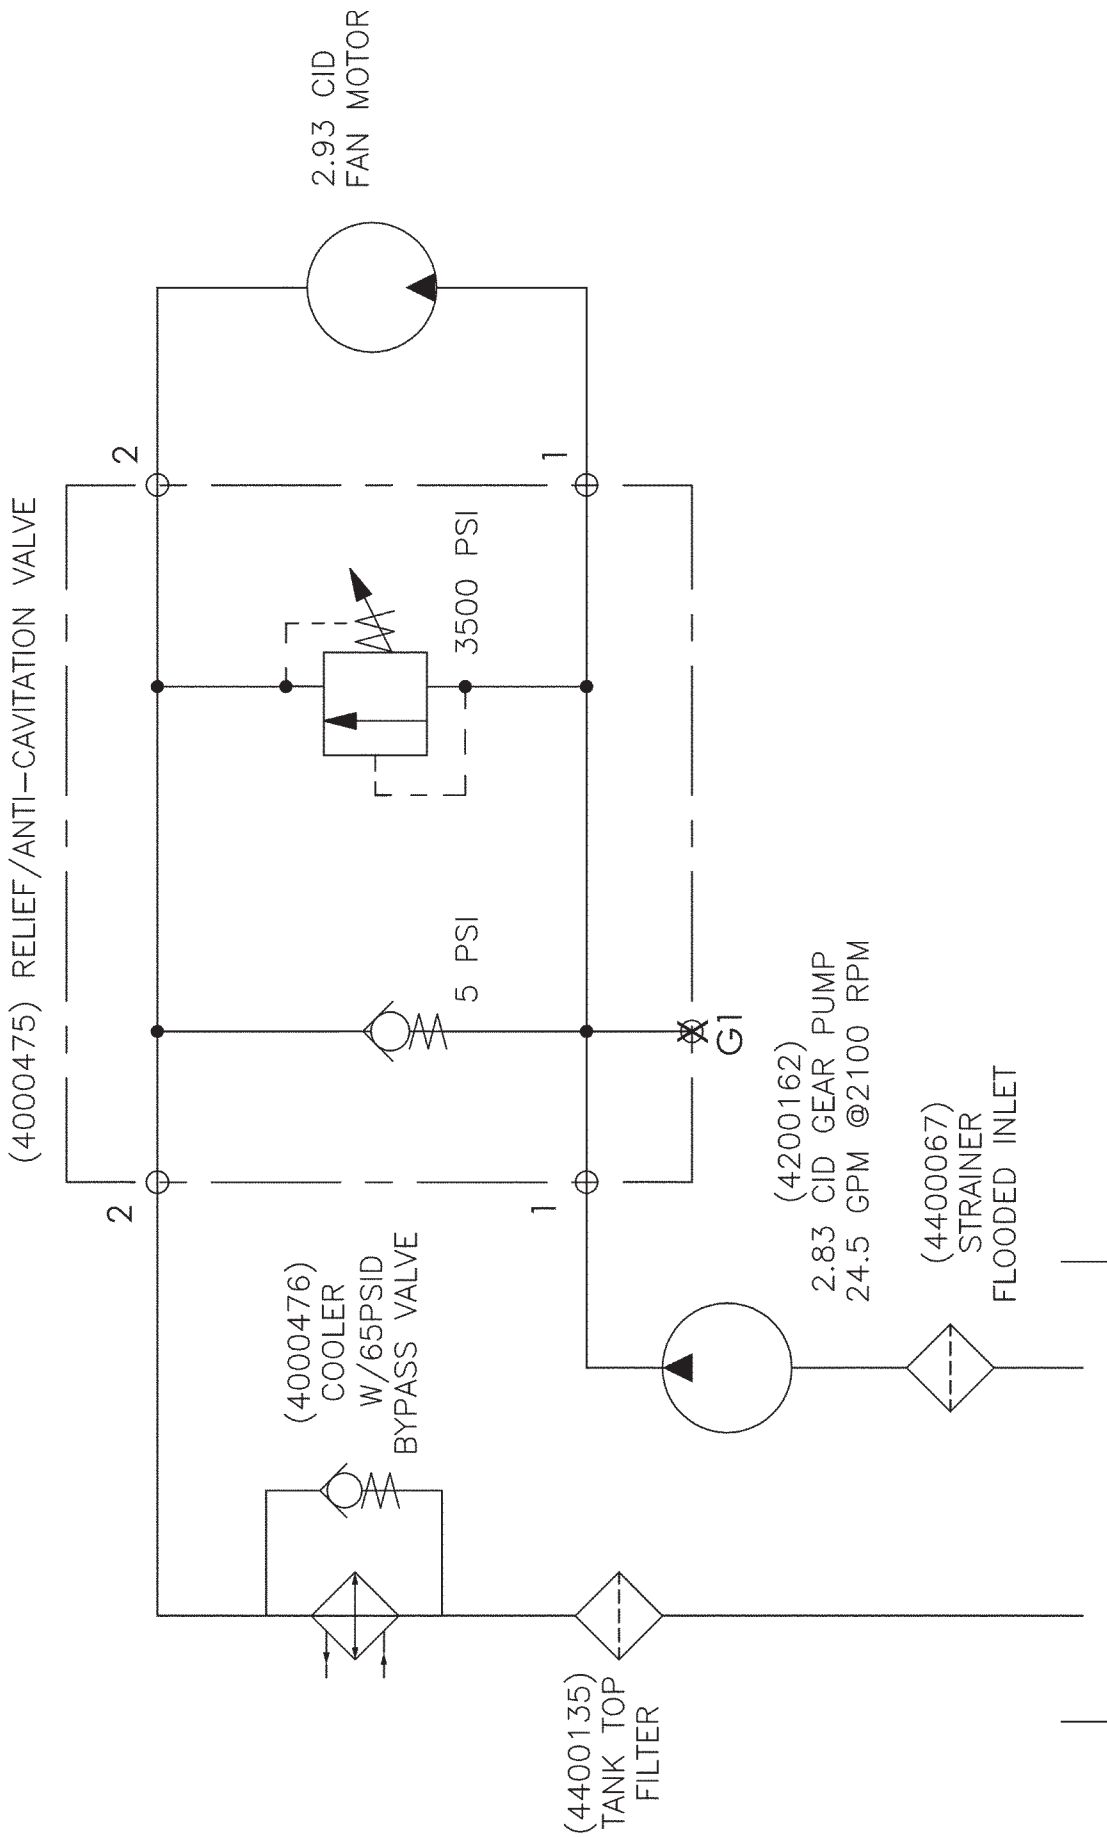 (4000475) RELIEF/ANTI-CAVITATION VALVE
2.93 CID
FAN MOTOR
2
2
1
1
3500 PSI
5 PSI
G1
(4000476)
COOLER
W/65PSID
BYPASS VALVE
(4200162)
2.83 CID GEAR PUMP
24.5 GPM @2100 RPM
(4400067)
STRAINER
FLOODED INLET
(4400135)
TANK TOP
FILTER